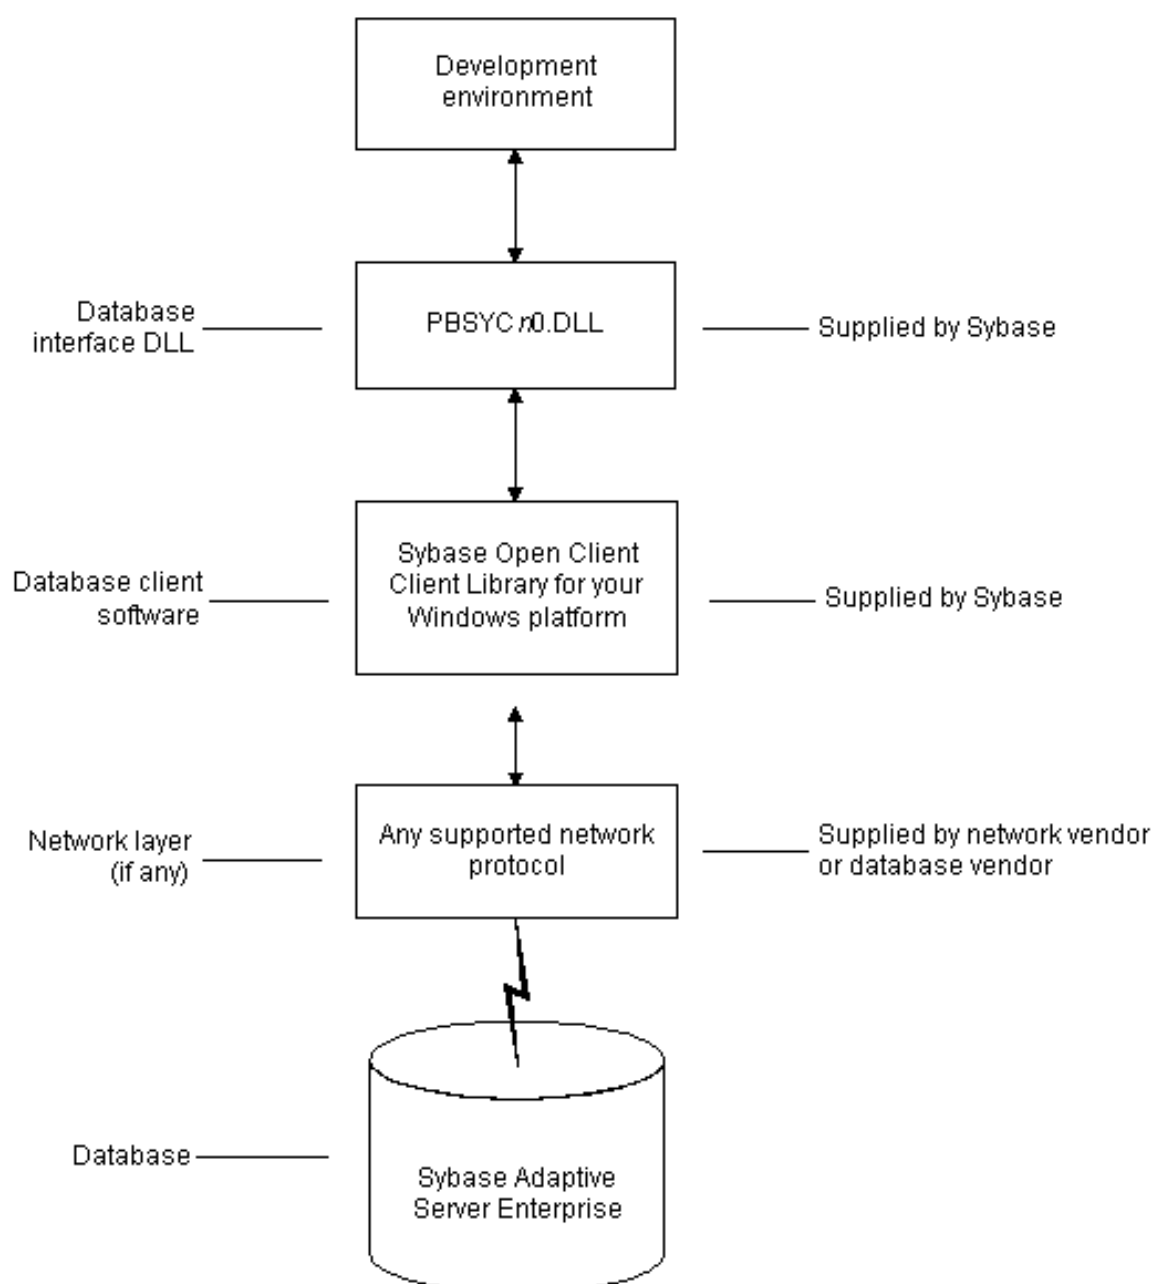 Development
environment
Database
interface DLL
PBSYCn0.DLL
Supplied by Sybase
Database client
software
Sybase Open Client
Client Library for your
Windows platform
Supplied by Sybase
Network layer
(if any)
Any supported network
protocol
Supplied by network vendor
or database vendor
Database
Sybase Adaptive
Server Enterprise